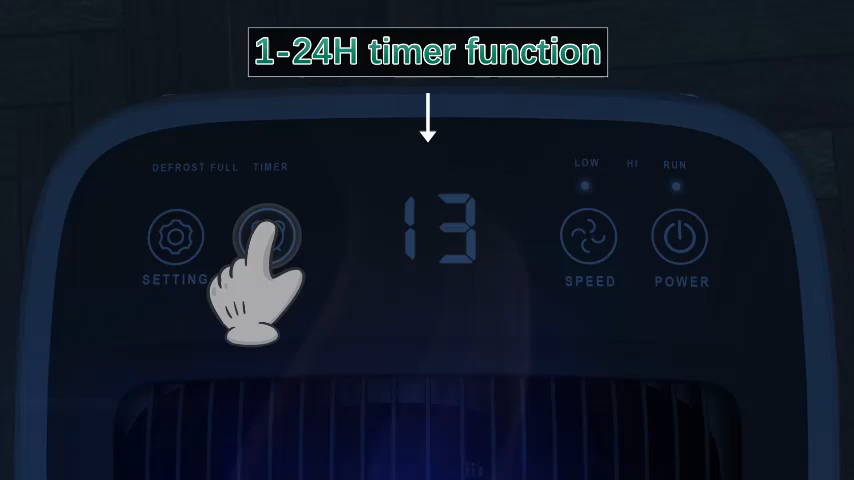 1-24H timer function
DEFROST FULL TIMER
LOW HI RUN
13
SETTING SPEED POWER